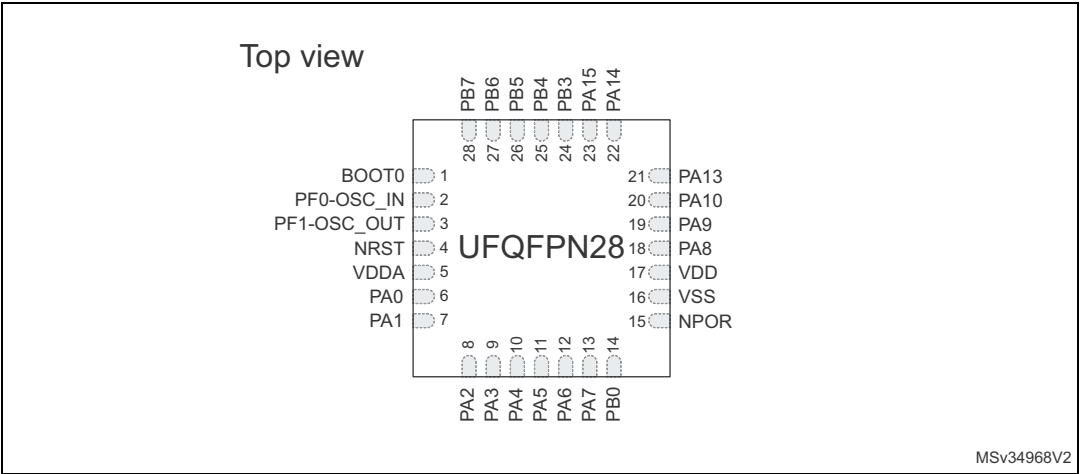 Top view
PB7
PB6
PB5
PB4
PB3
PA15
PA14
28
27
26
25
24
23
22
BOOT0 1
PF0-OSC_IN 2
PF1-OSC_OUT 3
NRST 4
VDDA 5
PA0 6
PA1 7
UFQFPN28
21 PA13
20 PA10
19 PA9
18 PA8
17 VDD
16 VSS
15 NPOR
8
9
10
11
12
13
14
PA2
PA3
PA4
PA5
PA6
PA7
PB0
MSv34968V2